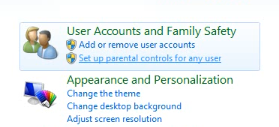 User Accounts and Family Safety
Add or remove user accounts
Set up parental controls for any user
Appearance and Personalization
Change the theme
Change desktop background
Adjust screen resolution